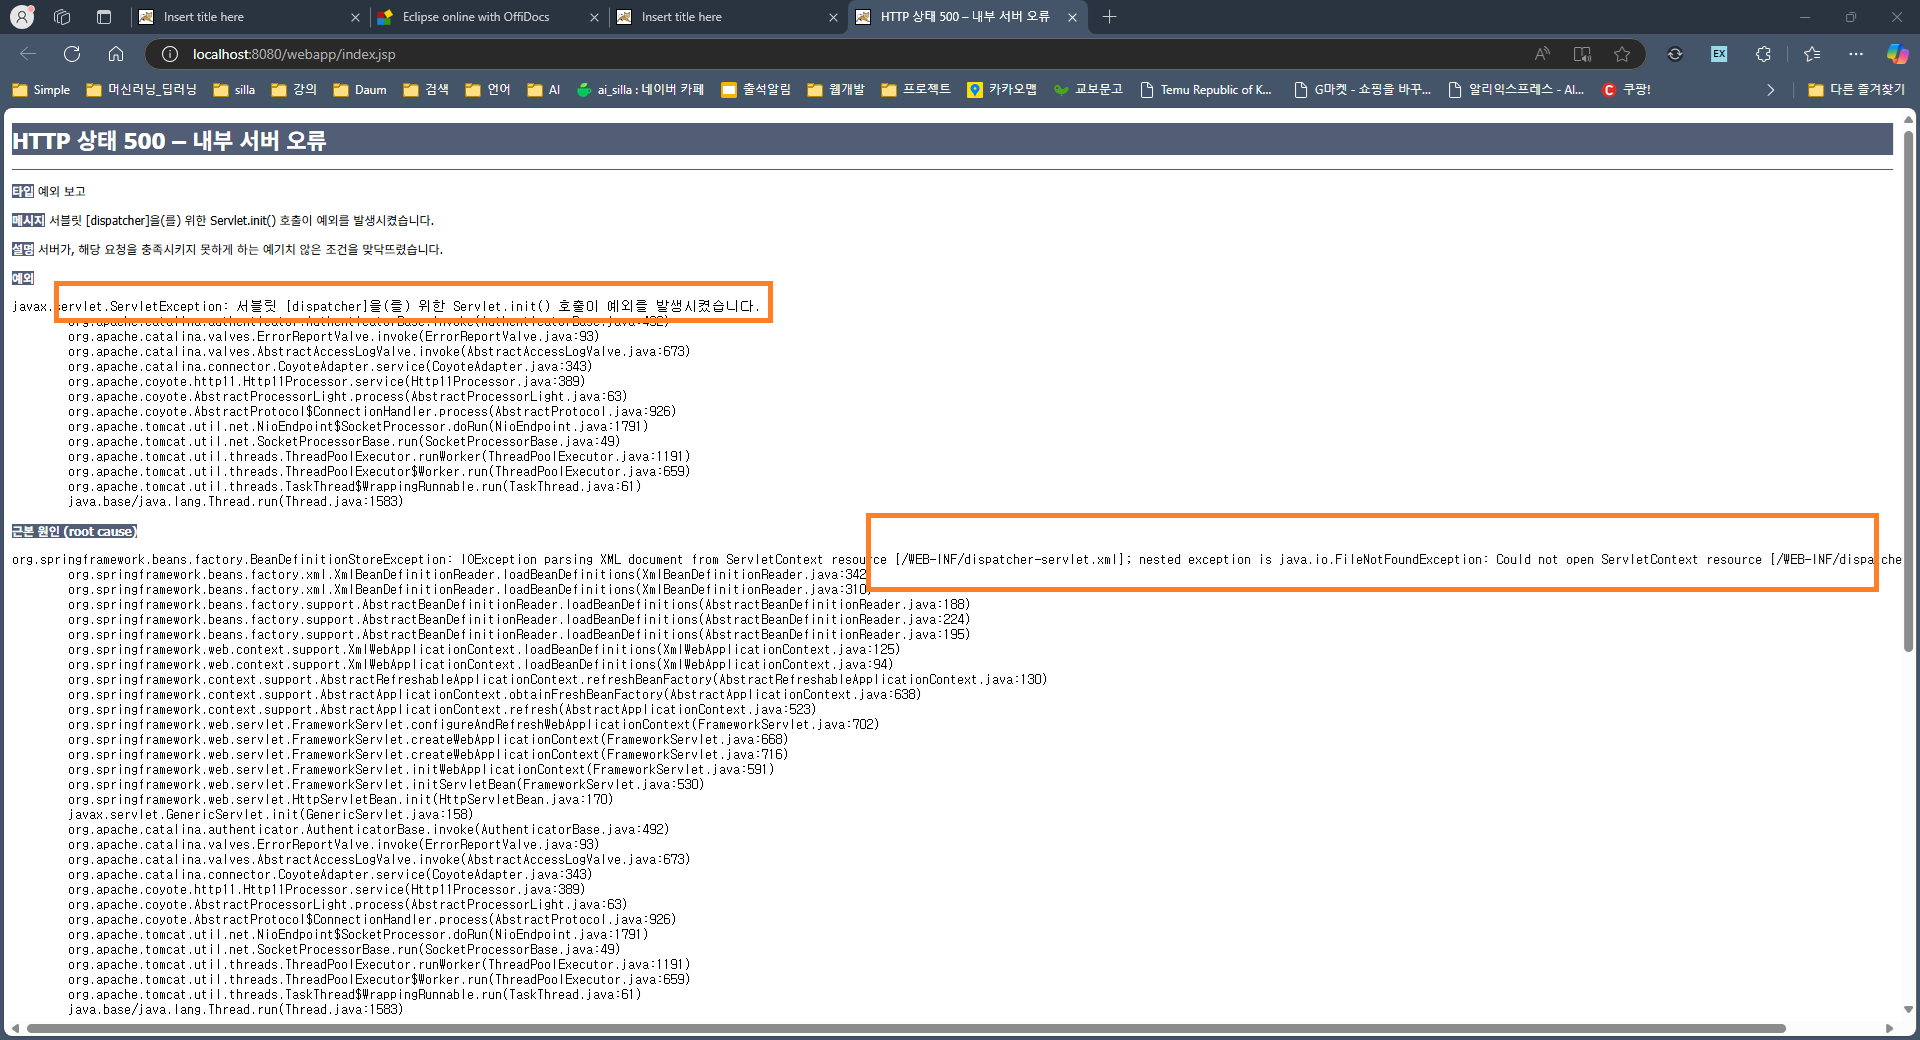 Insert title here
Eclipse online with OffiDocs
Insert title here
HTTP 상태 500 – 내부 서버 오류
localhost:8080/webapp/index.jsp
EX
Simple
머신러닝_딥러닝
silla
강의
Daum
검색
언어
AI
ai_silla : 네이버 카페
출석알림
웹개발
프로젝트
카카오맵
교보문고
Temu Republic of K...
G마켓 - 쇼핑을 바꾸...
알리익스프레스 - Al...
쿠팡!
다른 즐겨찾기
HTTP 상태 500 – 내부 서버 오류
타입 예외 보고
메시지 서블릿 [dispatcher]을(를) 위한 Servlet.init() 호출이 예외를 발생시켰습니다.
설명 서버가, 해당 요청을 충족시키지 못하게 하는 예기치 않은 조건을 맞닥뜨렸습니다.
예외
javax.servlet.ServletException: 서블릿 [dispatcher]을(를) 위한 Servlet.init() 호출이 예외를 발생시켰습니다.
org.apache.catalina.authenticator.AuthenticatorBase.invoke(AuthenticatorBase.java:492)
org.apache.catalina.valves.ErrorReportValve.invoke(ErrorReportValve.java:93)
org.apache.catalina.valves.AbstractAccessLogValve.invoke(AbstractAccessLogValve.java:673)
org.apache.catalina.connector.CoyoteAdapter.service(CoyoteAdapter.java:343)
org.apache.coyote.http11.Http11Processor.service(Http11Processor.java:389)
org.apache.coyote.AbstractProcessorLight.process(AbstractProcessorLight.java:63)
org.apache.coyote.AbstractProtocol$ConnectionHandler.process(AbstractProtocol.java:926)
org.apache.tomcat.util.net.NioEndpoint$SocketProcessor.doRun(NioEndpoint.java:1791)
org.apache.tomcat.util.net.SocketProcessorBase.run(SocketProcessorBase.java:49)
org.apache.tomcat.util.threads.ThreadPoolExecutor.runWorker(ThreadPoolExecutor.java:1191)
org.apache.tomcat.util.threads.ThreadPoolExecutor$Worker.run(ThreadPoolExecutor.java:659)
org.apache.tomcat.util.threads.TaskThread$WrappingRunnable.run(TaskThread.java:61)
java.base/java.lang.Thread.run(Thread.java:1583)
근본 원인 (root cause)
org.springframework.beans.factory.BeanDefinitionStoreException: IOException parsing XML document from ServletContext resource [/WEB-INF/dispatcher-servlet.xml]; nested exception is java.io.FileNotFoundException: Could not open ServletContext resource [/WEB-INF/dispatche
org.springframework.beans.factory.xml.XmlBeanDefinitionReader.loadBeanDefinitions(XmlBeanDefinitionReader.java:342
org.springframework.beans.factory.xml.XmlBeanDefinitionReader.loadBeanDefinitions(XmlBeanDefinitionReader.java:310)
org.springframework.beans.factory.support.AbstractBeanDefinitionReader.loadBeanDefinitions(AbstractBeanDefinitionReader.java:188)
org.springframework.beans.factory.support.AbstractBeanDefinitionReader.loadBeanDefinitions(AbstractBeanDefinitionReader.java:224)
org.springframework.beans.factory.support.AbstractBeanDefinitionReader.loadBeanDefinitions(AbstractBeanDefinitionReader.java:195)
org.springframework.web.context.support.XmlWebApplicationContext.loadBeanDefinitions(XmlWebApplicationContext.java:125)
org.springframework.web.context.support.XmlWebApplicationContext.loadBeanDefinitions(XmlWebApplicationContext.java:94)
org.springframework.context.support.AbstractRefreshableApplicationContext.refreshBeanFactory(AbstractRefreshableApplicationContext.java:130)
org.springframework.context.support.AbstractApplicationContext.obtainFreshBeanFactory(AbstractApplicationContext.java:638)
org.springframework.context.support.AbstractApplicationContext.refresh(AbstractApplicationContext.java:523)
org.springframework.web.servlet.FrameworkServlet.configureAndRefreshWebApplicationContext(FrameworkServlet.java:702)
org.springframework.web.servlet.FrameworkServlet.createWebApplicationContext(FrameworkServlet.java:668)
org.springframework.web.servlet.FrameworkServlet.createWebApplicationContext(FrameworkServlet.java:716)
org.springframework.web.servlet.FrameworkServlet.initWebApplicationContext(FrameworkServlet.java:591)
org.springframework.web.servlet.FrameworkServlet.initServletBean(FrameworkServlet.java:530)
org.springframework.web.servlet.HttpServletBean.init(HttpServletBean.java:170)
javax.servlet.GenericServlet.init(GenericServlet.java:158)
org.apache.catalina.authenticator.AuthenticatorBase.invoke(AuthenticatorBase.java:492)
org.apache.catalina.valves.ErrorReportValve.invoke(ErrorReportValve.java:93)
org.apache.catalina.valves.AbstractAccessLogValve.invoke(AbstractAccessLogValve.java:673)
org.apache.catalina.connector.CoyoteAdapter.service(CoyoteAdapter.java:343)
org.apache.coyote.http11.Http11Processor.service(Http11Processor.java:389)
org.apache.coyote.AbstractProcessorLight.process(AbstractProcessorLight.java:63)
org.apache.coyote.AbstractProtocol$ConnectionHandler.process(AbstractProtocol.java:926)
org.apache.tomcat.util.net.NioEndpoint$SocketProcessor.doRun(NioEndpoint.java:1791)
org.apache.tomcat.util.net.SocketProcessorBase.run(SocketProcessorBase.java:49)
org.apache.tomcat.util.threads.ThreadPoolExecutor.runWorker(ThreadPoolExecutor.java:1191)
org.apache.tomcat.util.threads.ThreadPoolExecutor$Worker.run(ThreadPoolExecutor.java:659)
org.apache.tomcat.util.threads.TaskThread$WrappingRunnable.run(TaskThread.java:61)
java.base/java.lang.Thread.run(Thread.java:1583)